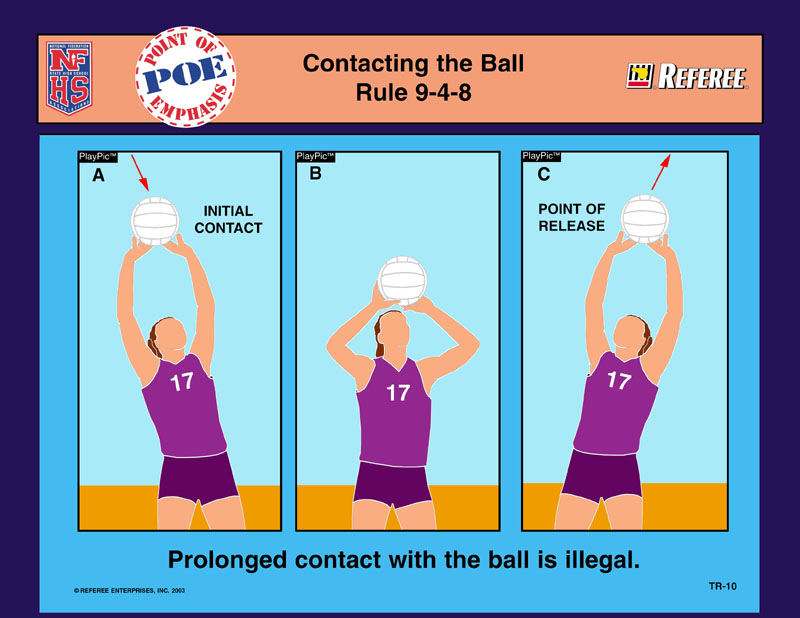 NATIONAL FEDERATION
NF
STATE HIGH SCHOOL
HS
ASSOCIATIONS
POINT OF
POE
EMPHASIS
Contacting the Ball
Rule 9-4-8
REFEREE
PlayPic™
A
INITIAL
CONTACT
17
PlayPic™
B
17
PlayPic™
C
POINT OF
RELEASE
17
Prolonged contact with the ball is illegal.
© REFEREE ENTERPRISES, INC. 2003
TR-10